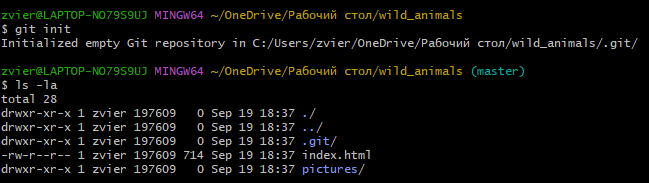 zvier@LAPTOP-NO79S9UJ MINGW64 ~/OneDrive/Рабочий стол/wild_animals
$ git init
Initialized empty Git repository in C:/Users/zvier/OneDrive/Рабочий стол/wild_animals/.git/
zvier@LAPTOP-NO79S9UJ MINGW64 ~/OneDrive/Рабочий стол/wild_animals (master)
$ ls -la
total 28
drwxr-xr-x 1 zvier 197609   0 Sep 19 18:37 ./
drwxr-xr-x 1 zvier 197609   0 Sep 19 18:37 ../
drwxr-xr-x 1 zvier 197609   0 Sep 19 18:37 .git/
-rw-r--r-- 1 zvier 197609 714 Sep 19 18:37 index.html
drwxr-xr-x 1 zvier 197609   0 Sep 19 18:37 pictures/